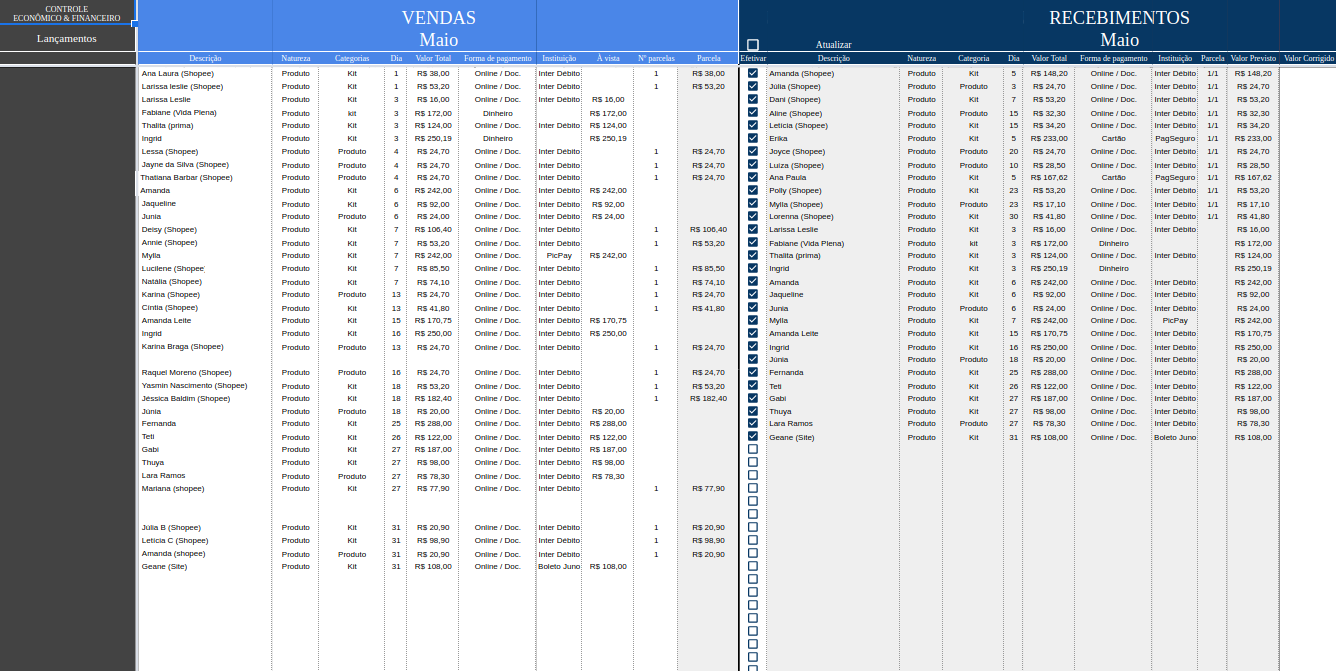 CONTROLE
ECONÔMICO & FINANCEIRO
Lançamentos
VENDAS
Maio
Descrição Natureza Categorias Dia Valor Total Forma de pagamento Instituição À vista Nº parcelas Parcela
Ana Laura (Shopee) Produto Kit 1 R$ 38,00 Online / Doc. Inter Débito 1 R$ 38,00
Larissa leslie (Shopee) Produto Kit 1 R$ 53,20 Online / Doc. Inter Débito 1 R$ 53,20
Larissa Leslie Produto Kit 3 R$ 16,00 Online / Doc. Inter Débito R$ 16,00
Fabiane (Vida Plena) Produto kit 3 R$ 172,00 Dinheiro R$ 172,00
Thalita (prima) Produto Kit 3 R$ 124,00 Online / Doc. Inter Débito R$ 124,00
Ingrid Produto Kit 3 R$ 250,19 Dinheiro R$ 250,19
Lessa (Shopee) Produto Produto 4 R$ 24,70 Online / Doc. Inter Débito 1 R$ 24,70
Jayne da Silva (Shopee) Produto Produto 4 R$ 24,70 Online / Doc. Inter Débito 1 R$ 24,70
Thatiana Barbar (Shopee) Produto Produto 4 R$ 24,70 Online / Doc. Inter Débito 1 R$ 24,70
Amanda Produto Kit 6 R$ 242,00 Online / Doc. Inter Débito R$ 242,00
Jaqueline Produto Kit 6 R$ 92,00 Online / Doc. Inter Débito R$ 92,00
Junia Produto Produto 6 R$ 24,00 Online / Doc. Inter Débito R$ 24,00
Deisy (Shopee) Produto Kit 7 R$ 106,40 Online / Doc. Inter Débito 1 R$ 106,40
Annie (Shopee) Produto Kit 7 R$ 53,20 Online / Doc. Inter Débito 1 R$ 53,20
Mylla Produto Kit 7 R$ 242,00 Online / Doc. PicPay R$ 242,00
Lucilene (Shopee Produto Kit 7 R$ 85,50 Online / Doc. Inter Débito 1 R$ 85,50
Natália (Shopee) Produto Kit 7 R$ 74,10 Online / Doc. Inter Débito 1 R$ 74,10
Karina (Shopee) Produto Produto 13 R$ 24,70 Online / Doc. Inter Débito 1 R$ 24,70
Cíntia (Shopee) Produto Kit 13 R$ 41,80 Online / Doc. Inter Débito 1 R$ 41,80
Amanda Leite Produto Kit 15 R$ 170,75 Online / Doc. Inter Débito R$ 170,75
Ingrid Produto Kit 16 R$ 250,00 Online / Doc. Inter Débito R$ 250,00
Karina Braga (Shopee) Produto Produto 13 R$ 24,70 Online / Doc. Inter Débito 1 R$ 24,70
Raquel Moreno (Shopee) Produto Produto 16 R$ 24,70 Online / Doc. Inter Débito 1 R$ 24,70
Yasmin Nascimento (Shopee) Produto Kit 18 R$ 53,20 Online / Doc. Inter Débito 1 R$ 53,20
Jéssica Baldim (Shopee) Produto Kit 18 R$ 182,40 Online / Doc. Inter Débito 1 R$ 182,40
Júnia Produto Produto 18 R$ 20,00 Online / Doc. Inter Débito R$ 20,00
Fernanda Produto Kit 25 R$ 288,00 Online / Doc. Inter Débito R$ 288,00
Teti Produto Kit 26 R$ 122,00 Online / Doc. Inter Débito R$ 122,00
Gabi Produto Kit 27 R$ 187,00 Online / Doc. Inter Débito R$ 187,00
Thuya Produto Kit 27 R$ 98,00 Online / Doc. Inter Débito R$ 98,00
Lara Ramos Produto Produto 27 R$ 78,30 Online / Doc. Inter Débito R$ 78,30
Mariana (shopee) Produto Kit 27 R$ 77,90 Online / Doc. Inter Débito 1 R$ 77,90
Júlia B (Shopee) Produto Kit 31 R$ 20,90 Online / Doc. Inter Débito 1 R$ 20,90
Letícia C (Shopee) Produto Kit 31 R$ 98,90 Online / Doc. Inter Débito 1 R$ 98,90
Amanda (shopee) Produto Produto 31 R$ 20,90 Online / Doc. Inter Débito 1 R$ 20,90
Geane (Site) Produto Kit 31 R$ 108,00 Online / Doc. Boleto Juno R$ 108,00
RECEBIMENTOS
Maio
Atualizar
Efetivar Descrição Natureza Categoria Dia Valor Total Forma de pagamento Instituição Parcela Valor Previsto Valor Corrigido
Amanda (Shopee) Produto Kit 5 R$ 148,20 Online / Doc. Inter Débito 1/1 R$ 148,20
Júlia (Shopee) Produto Produto 3 R$ 24,70 Online / Doc. Inter Débito 1/1 R$ 24,70
Dani (Shopee) Produto Kit 7 R$ 53,20 Online / Doc. Inter Débito 1/1 R$ 53,20
Aline (Shopee) Produto Produto 15 R$ 32,30 Online / Doc. Inter Débito 1/1 R$ 32,30
Letícia (Shopee) Produto Kit 15 R$ 34,20 Online / Doc. Inter Débito 1/1 R$ 34,20
Erika Produto Kit 5 R$ 233,00 Cartão PagSeguro 1/1 R$ 233,00
Joyce (Shopee) Produto Produto 20 R$ 24,70 Online / Doc. Inter Débito 1/1 R$ 24,70
Luiza (Shopee) Produto Produto 10 R$ 28,50 Online / Doc. Inter Débito 1/1 R$ 28,50
Ana Paula Produto Kit 5 R$ 167,62 Cartão PagSeguro 1/1 R$ 167,62
Polly (Shopee) Produto Kit 23 R$ 53,20 Online / Doc. Inter Débito 1/1 R$ 53,20
Mylla (Shopee) Produto Produto 23 R$ 17,10 Online / Doc. Inter Débito 1/1 R$ 17,10
Lorenna (Shopee) Produto Kit 30 R$ 41,80 Online / Doc. Inter Débito 1/1 R$ 41,80
Larissa Leslie Produto Kit 3 R$ 16,00 Online / Doc. Inter Débito R$ 16,00
Fabiane (Vida Plena) Produto kit 3 R$ 172,00 Dinheiro R$ 172,00
Thalita (prima) Produto Kit 3 R$ 124,00 Online / Doc. Inter Débito R$ 124,00
Ingrid Produto Kit 3 R$ 250,19 Dinheiro R$ 250,19
Amanda Produto Kit 6 R$ 242,00 Online / Doc. Inter Débito R$ 242,00
Jaqueline Produto Kit 6 R$ 92,00 Online / Doc. Inter Débito R$ 92,00
Junia Produto Produto 6 R$ 24,00 Online / Doc. Inter Débito R$ 24,00
Mylla Produto Kit 7 R$ 242,00 Online / Doc. PicPay R$ 242,00
Amanda Leite Produto Kit 15 R$ 170,75 Online / Doc. Inter Débito R$ 170,75
Ingrid Produto Kit 16 R$ 250,00 Online / Doc. Inter Débito R$ 250,00
Júnia Produto Produto 18 R$ 20,00 Online / Doc. Inter Débito R$ 20,00
Fernanda Produto Kit 25 R$ 288,00 Online / Doc. Inter Débito R$ 288,00
Teti Produto Kit 26 R$ 122,00 Online / Doc. Inter Débito R$ 122,00
Gabi Produto Kit 27 R$ 187,00 Online / Doc. Inter Débito R$ 187,00
Thuya Produto Kit 27 R$ 98,00 Online / Doc. Inter Débito R$ 98,00
Lara Ramos Produto Produto 27 R$ 78,30 Online / Doc. Inter Débito R$ 78,30
Geane (Site) Produto Kit 31 R$ 108,00 Online / Doc. Boleto Juno R$ 108,00